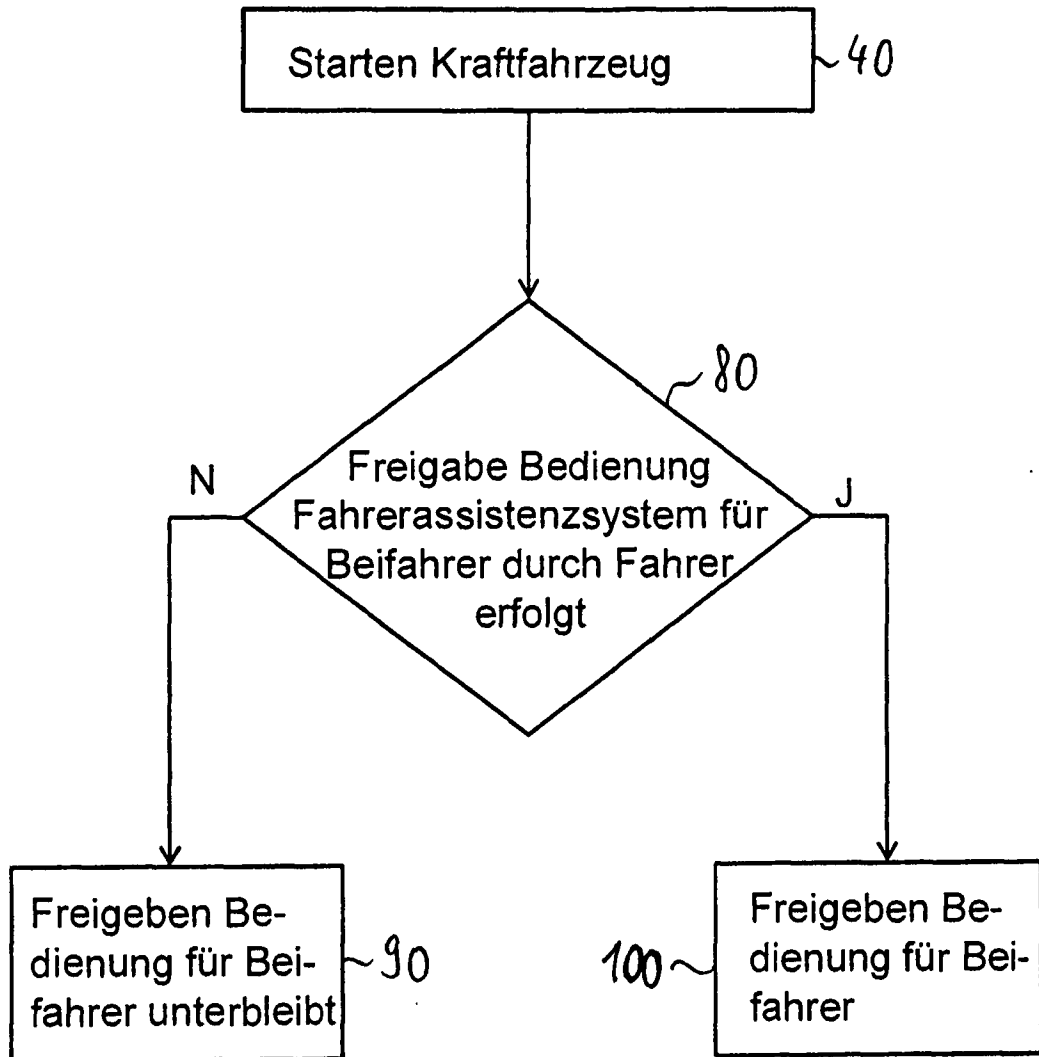 Starten Kraftfahrzeug
40
80
N
J
Freigabe Bedienung
Fahrerassistenzsystem für
Beifahrer durch Fahrer
erfolgt
Freigeben Be-
dienung für Bei-
fahrer unterbleibt
90
100
Freigeben Be-
dienung für Bei-
fahrer